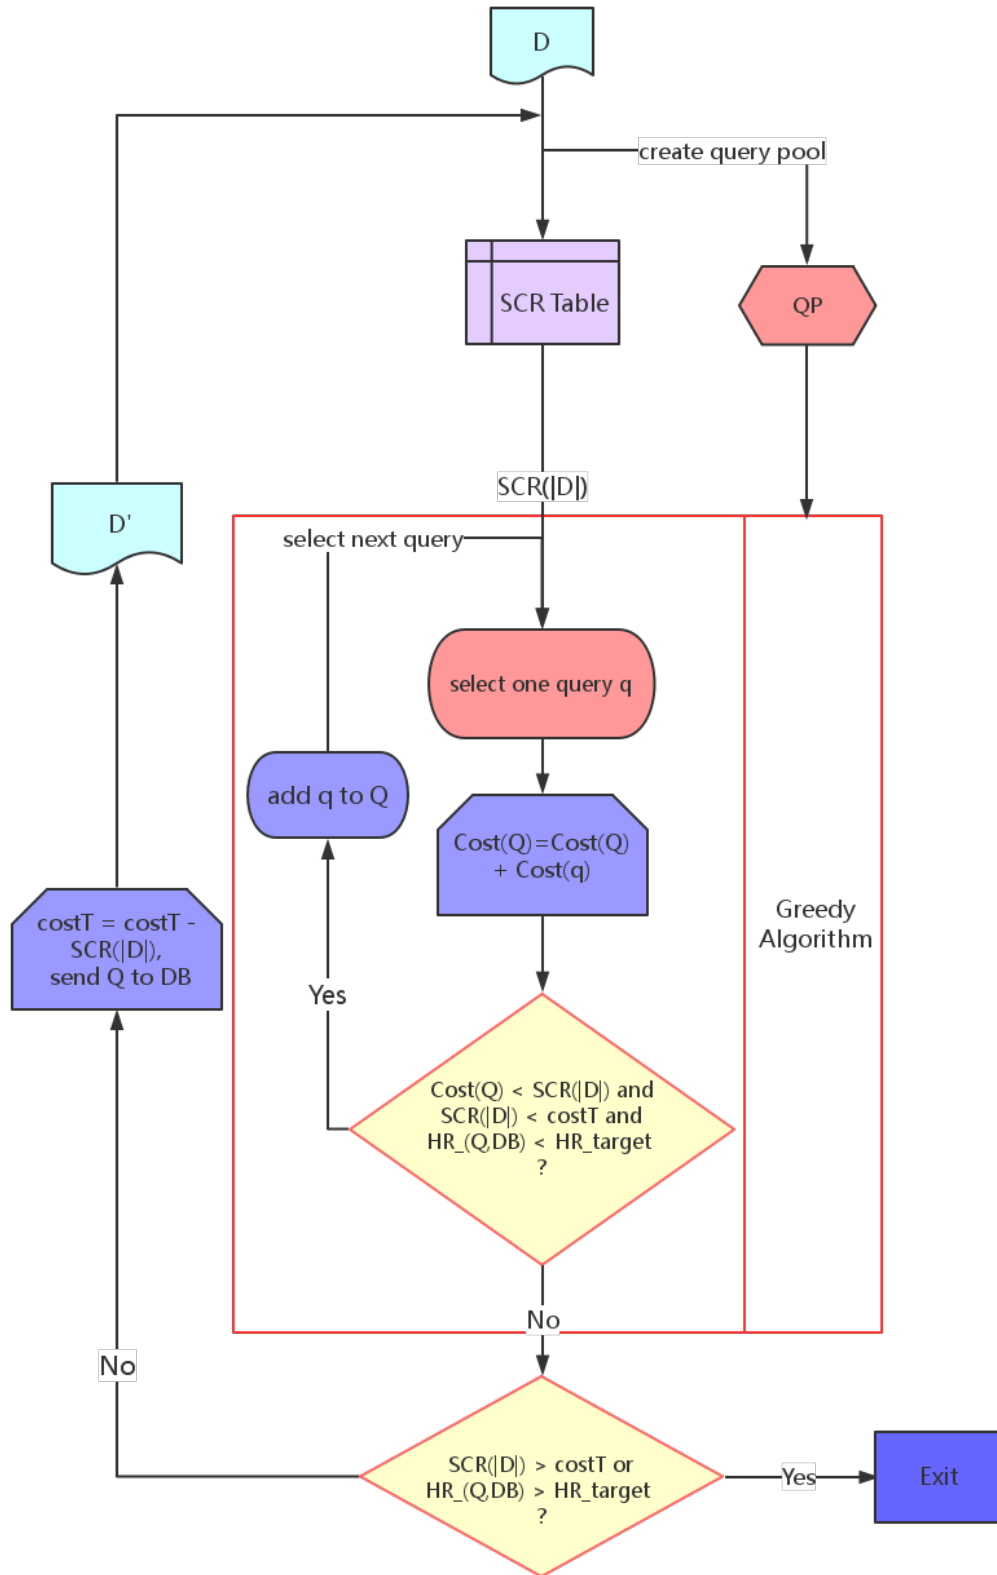 D
create query pool
SCR Table
QP
SCR(|D|)
D'
select next query
select one query q
add q to Q
Cost(Q)=Cost(Q)
+ Cost(q)
costT = costT -
SCR(|D|),
send Q to DB
Greedy
Algorithm
Yes
Cost(Q) < SCR(|D|) and
SCR(|D|) < costT and
HR_(Q,DB) < HR_target
?
No
No
SCR(|D|) > costT or
HR_(Q,DB) > HR_target
?
Yes
Exit